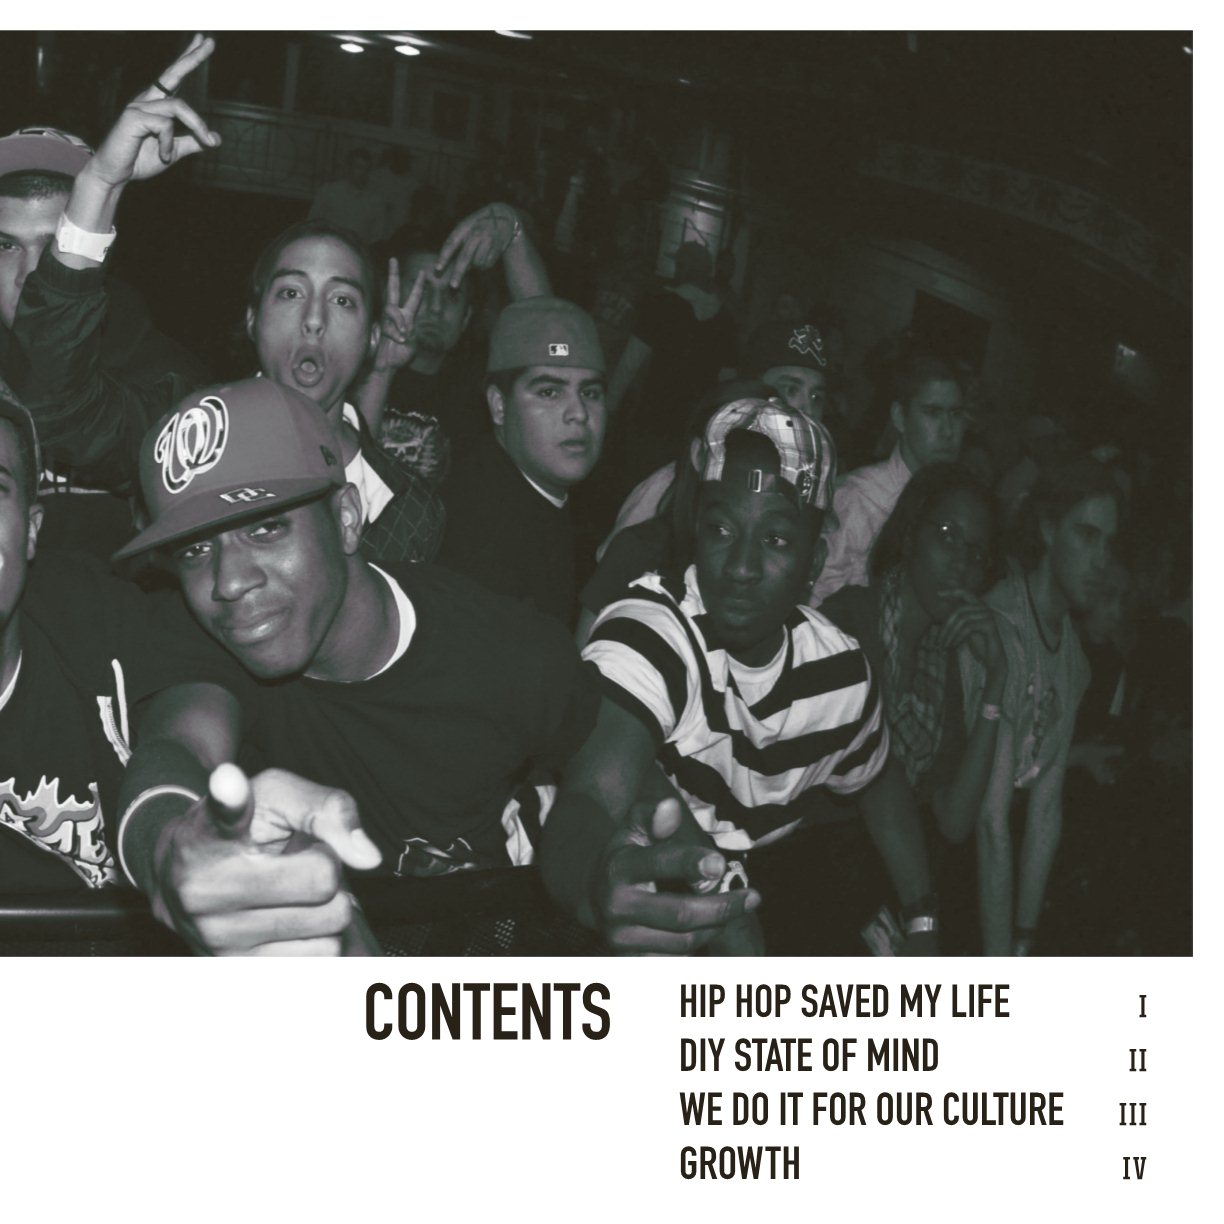 CONTENTS
HIP HOP SAVED MY LIFE I
DIY STATE OF MIND II
WE DO IT FOR OUR CULTURE III
GROWTH IV